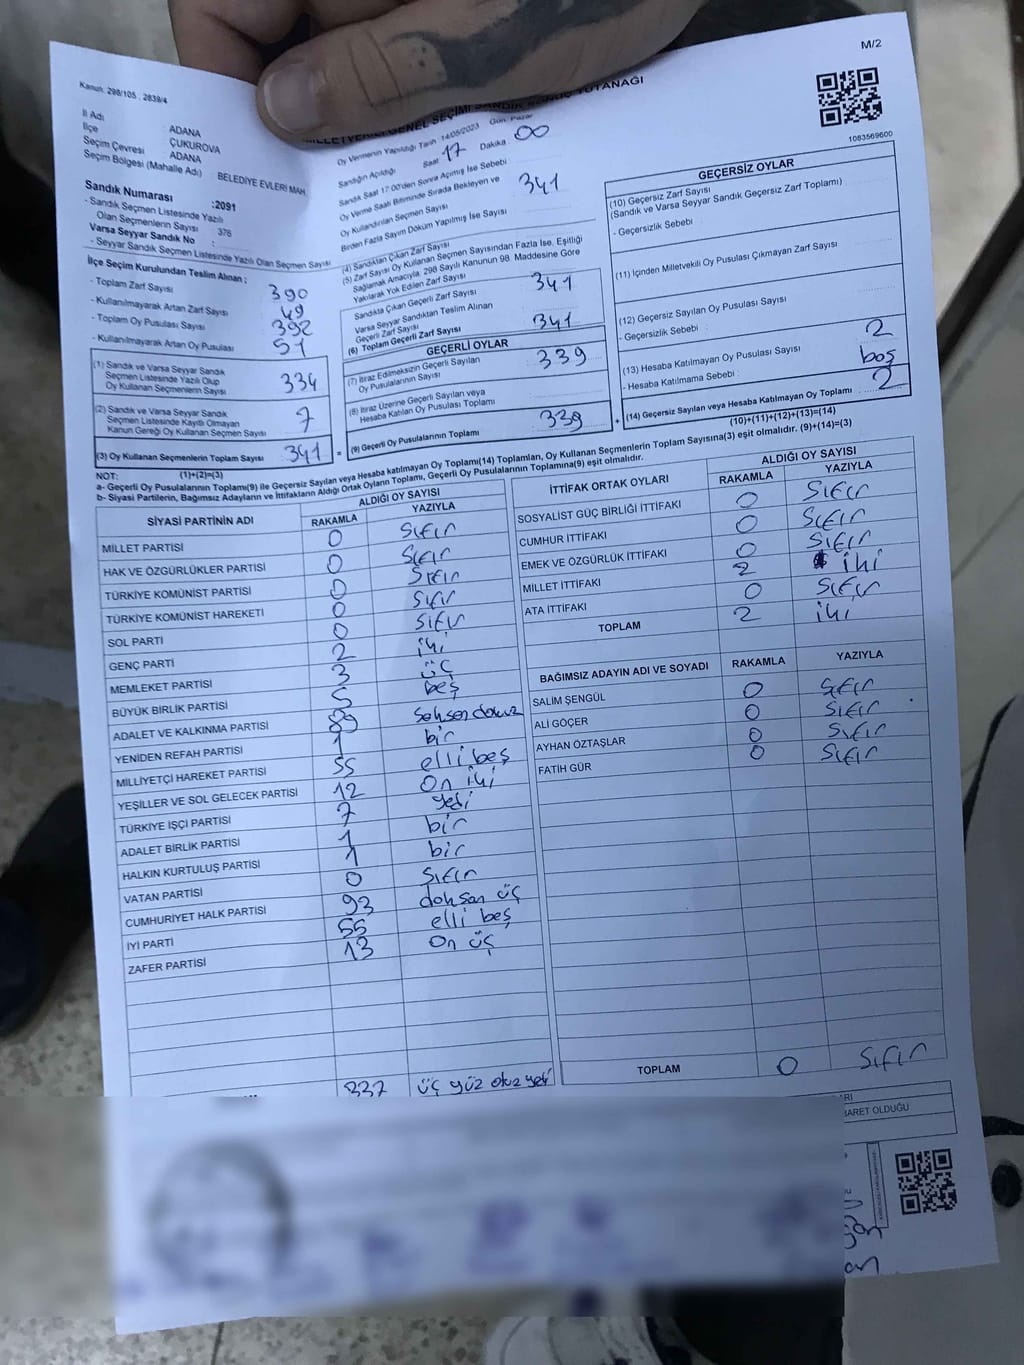 M/2
Kanun: 298/105 ; 2839/4
MİLLETVEKİLİ GENEL SEÇİMİ SANDIK SONUÇ TUTANAĞI
1083569600
İl Adı : ADANA
İlçe : ÇUKUROVA
Seçim Çevresi : ADANA
Seçim Bölgesi (Mahalle Adı) : BELEDİYE EVLERİ MAH.
Sandık Numarası :2091
- Sandık Seçmen Listesinde Yazılı
Olan Seçmenlerin Sayısı : 376
Varsa Seyyar Sandık No :
- Seyyar Sandık Seçmen Listesinde Yazılı Olan Seçmen Sayısı
İlçe Seçim Kurulundan Teslim Alınan ;
- Toplam Zarf Sayısı 390
- Kullanılmayarak Artan Zarf Sayısı 49
- Toplam Oy Pusulası Sayısı 392
- Kullanılmayarak Artan Oy Pusulası 51
(1) Sandık ve Varsa Seyyar Sandık
Seçmen Listesinde Yazılı Olup
Oy Kullanan Seçmenlerin Sayısı 334
(2) Sandık ve Varsa Seyyar Sandık
Seçmen Listesinde Kayıtlı Olmayan
Kanun Gereği Oy Kullanan Seçmen Sayısı 7
(3) Oy Kullanan Seçmenlerin Toplam Sayısı 341 =
(1)+(2)=(3)
Oy Vermenin Yapıldığı Tarih :14/05/2023 Gün: Pazar
Sandığın Açıldığı Saat 17 Dakika 00
Sandık Saat 17:00'den Sonra Açılmış İse Sebebi
Oy Verme Saati Bitiminde Sırada Bekleyen ve
Oy Kullandırılan Seçmen Sayısı 341
Birden Fazla Sayım Döküm Yapılmış İse Sayısı
(4) Sandıktan Çıkan Zarf Sayısı
(5) Zarf Sayısı Oy Kullanan Seçmen Sayısından Fazla İse, Eşitliği
Sağlamak Amacıyla, 298 Sayılı Kanunun 98. Maddesine Göre
Yakılarak Yok Edilen Zarf Sayısı
Sandıkta Çıkan Geçerli Zarf Sayısı 341
Varsa Seyyar Sandıktan Teslim Alınan
Geçerli Zarf Sayısı
(6) Toplam Geçerli Zarf Sayısı 341
GEÇERLİ OYLAR
(7) İtiraz Edilmeksizin Geçerli Sayılan
Oy Pusulalarının Sayısı 339
(8) İtiraz Üzerine Geçerli Sayılan veya
Hesaba Katılan Oy Pusulası Toplamı
(9) Geçerli Oy Pusulalarının Toplamı 339 +
GEÇERSİZ OYLAR
(10) Geçersiz Zarf Sayısı
(Sandık ve Varsa Seyyar Sandık Geçersiz Zarf Toplamı)
- Geçersizlik Sebebi :
(11) İçinden Milletvekili Oy Pusulası Çıkmayan Zarf Sayısı
(12) Geçersiz Sayılan Oy Pusulası Sayısı
- Geçersizlik Sebebi : 2
(13) Hesaba Katılmayan Oy Pusulası Sayısı boş
- Hesaba Katılmama Sebebi :
(14) Geçersiz Sayılan veya Hesaba Katılmayan Oy Toplamı 2
(10)+(11)+(12)+(13)=(14)
NOT:
a- Geçerli Oy Pusulalarının Toplamı(9) ile Geçersiz Sayılan veya Hesaba katılmayan Oy Toplamı(14) Toplamları, Oy Kullanan Seçmenlerin Toplam Sayısına(3) eşit olmalıdır. (9)+(14)=(3)
b- Siyasi Partilerin, Bağımsız Adayların ve İttifakların Aldığı Ortak Oyların Toplamı, Geçerli Oy Pusulalarının Toplamına(9) eşit olmalıdır.
SİYASİ PARTİNİN ADI ALDIĞI OY SAYISI
RAKAMLA YAZIYLA
MİLLET PARTİSİ 0 Sıfır
HAK VE ÖZGÜRLÜKLER PARTİSİ 0 Sıfır
TÜRKİYE KOMÜNİST PARTİSİ 0 Sıfır
TÜRKİYE KOMÜNİST HAREKETİ 0 Sıfır
SOL PARTİ 0 Sıfır
GENÇ PARTİ 2 iki
MEMLEKET PARTİSİ 3 üç
BÜYÜK BİRLİK PARTİSİ 5 beş
ADALET VE KALKINMA PARTİSİ 89 Seksen dokuz
YENİDEN REFAH PARTİSİ 1 bir
MİLLİYETÇİ HAREKET PARTİSİ 55 elli beş
YEŞİLLER VE SOL GELECEK PARTİSİ 12 On iki
TÜRKİYE İŞÇİ PARTİSİ 7 yedi
ADALET BİRLİK PARTİSİ 1 bir
HALKIN KURTULUŞ PARTİSİ 1 bir
VATAN PARTİSİ 0 Sıfır
CUMHURİYET HALK PARTİSİ 93 doksan üç
İYİ PARTİ 55 elli beş
ZAFER PARTİSİ 13 On üç
337 üç yüz otuz yedi
İTTİFAK ORTAK OYLARI ALDIĞI OY SAYISI
RAKAMLA YAZIYLA
SOSYALİST GÜÇ BİRLİĞİ İTTİFAKI 0 Sıfır
CUMHUR İTTİFAKI 0 Sıfır
EMEK VE ÖZGÜRLÜK İTTİFAKI 0 Sıfır
MİLLET İTTİFAKI 2 iki
ATA İTTİFAKI 0 Sıfır
TOPLAM 2 iki
BAĞIMSIZ ADAYIN ADI VE SOYADI RAKAMLA YAZIYLA
SALİM ŞENGÜL 0 Sıfır
ALİ GÖÇER 0 Sıfır
AYHAN ÖZTAŞLAR 0 Sıfır
FATİH GÜR 0 Sıfır
TOPLAM 0 Sıfır
ARET OLDUĞU